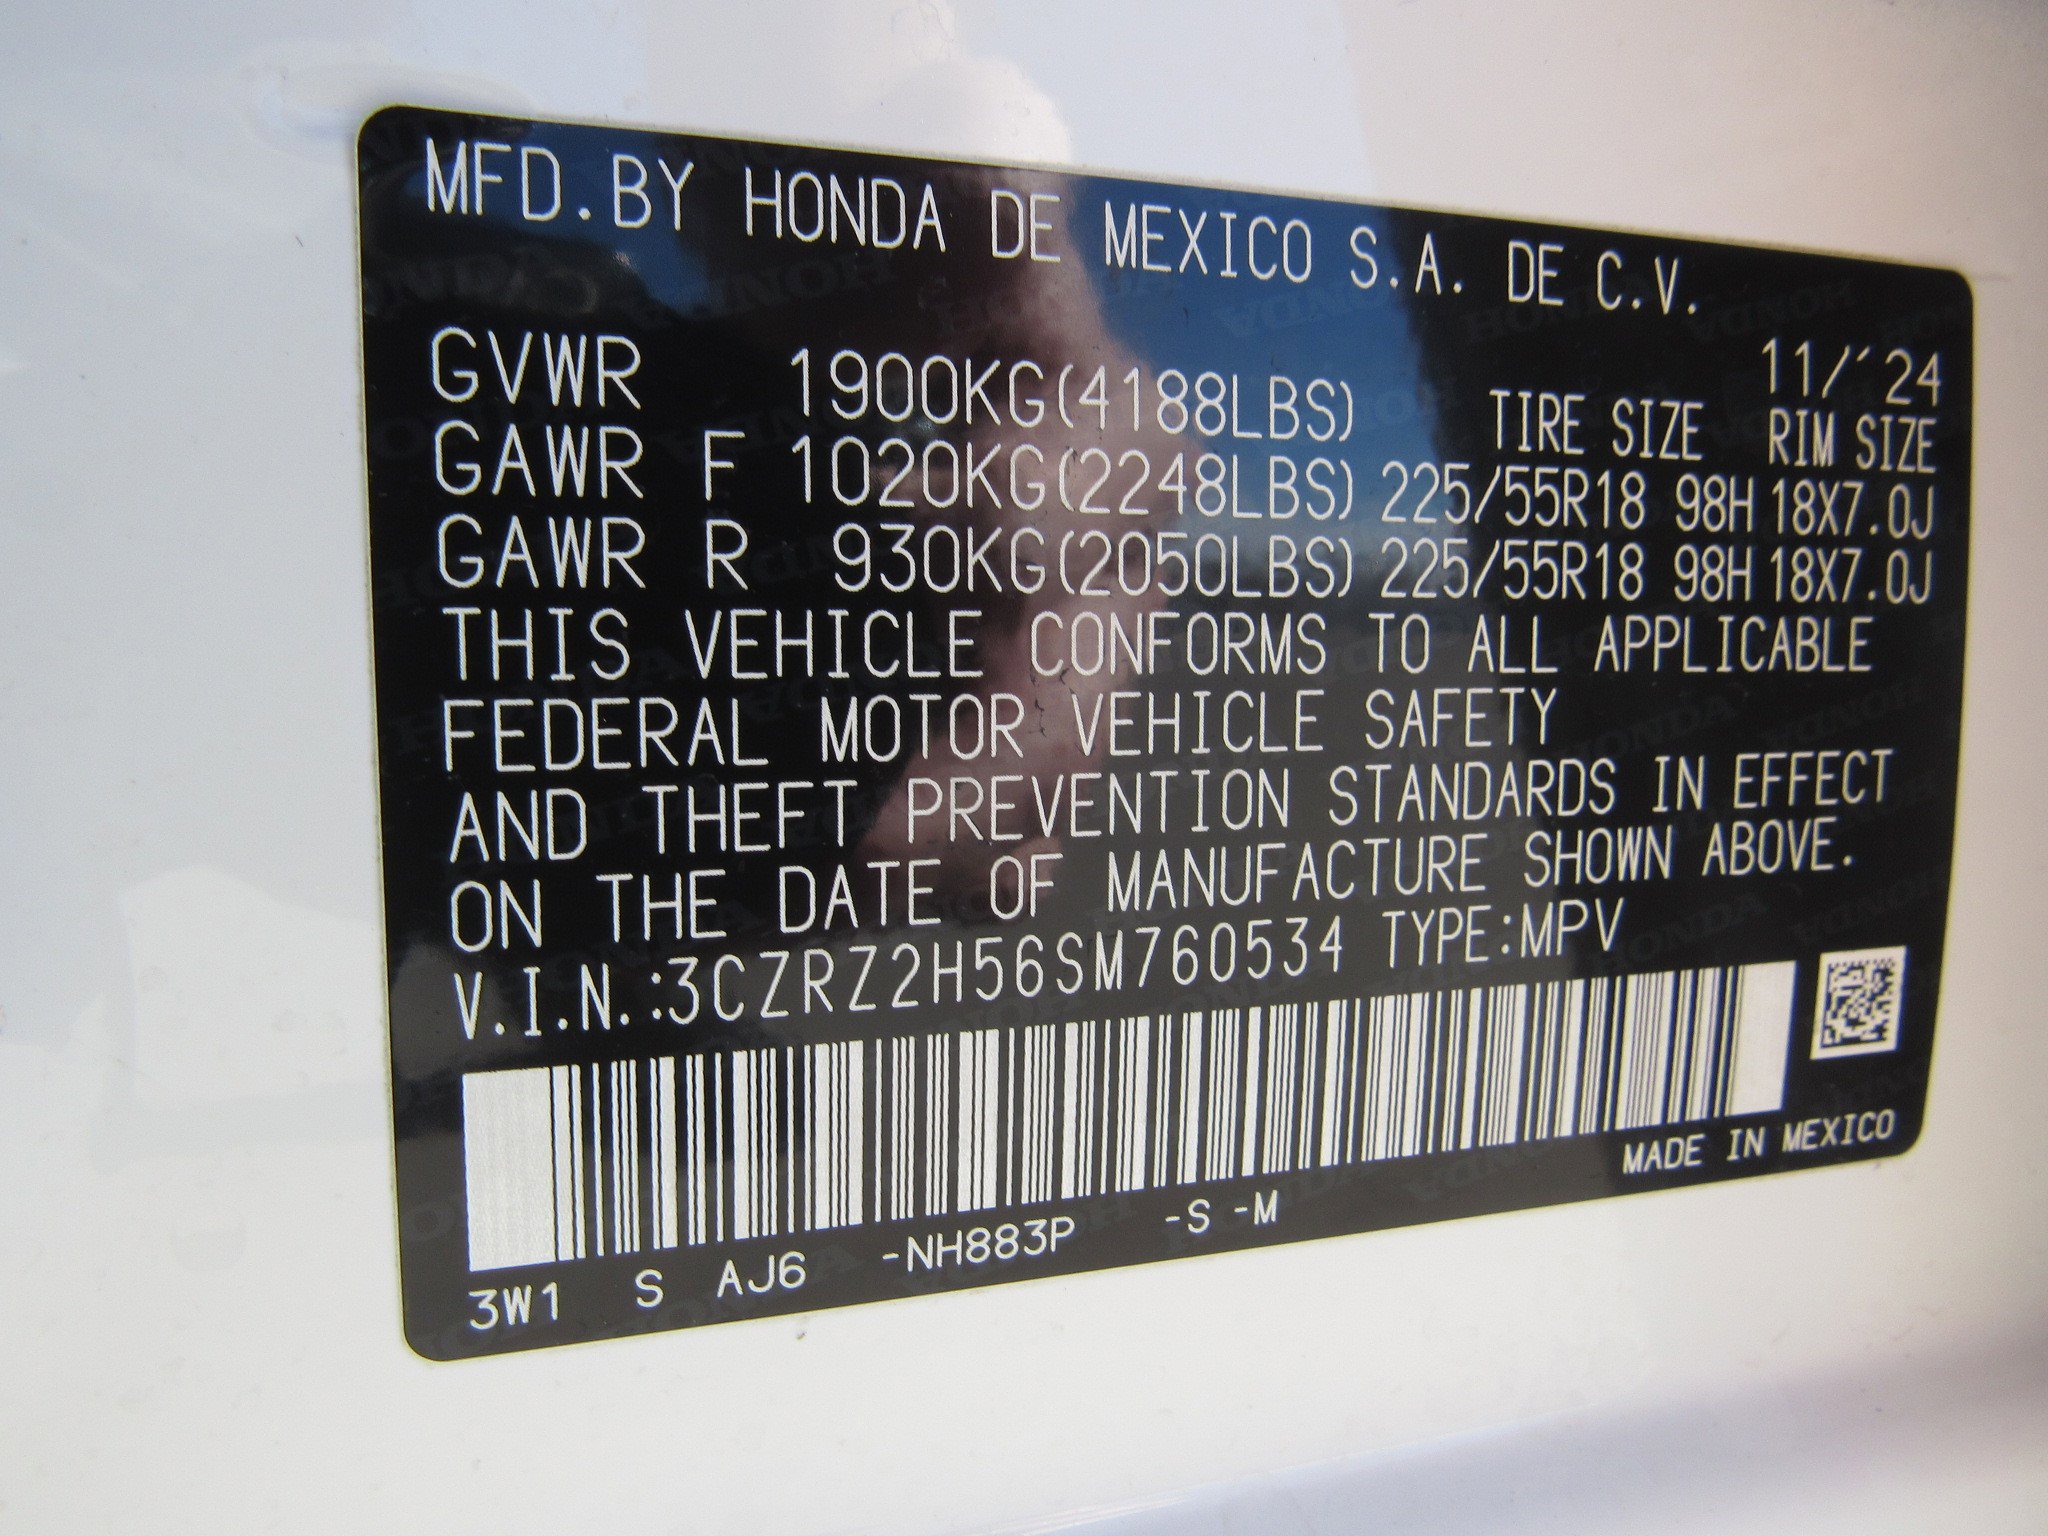 MFD.BY HONDA DE MEXICO S.A. DE C.V.
11/´24
GVWR 1900KG(4188LBS) TIRE SIZE RIM SIZE
GAWR F 1020KG(2248LBS) 225/55R18 98H 18X7.0J
GAWR R 930KG(2050LBS) 225/55R18 98H 18X7.0J
THIS VEHICLE CONFORMS TO ALL APPLICABLE
FEDERAL MOTOR VEHICLE SAFETY
AND THEFT PREVENTION STANDARDS IN EFFECT
ON THE DATE OF MANUFACTURE SHOWN ABOVE.
V.I.N.:3CZRZ2H56SM760534 TYPE:MPV
MADE IN MEXICO
3W1 S AJ6 -NH883P -S -M